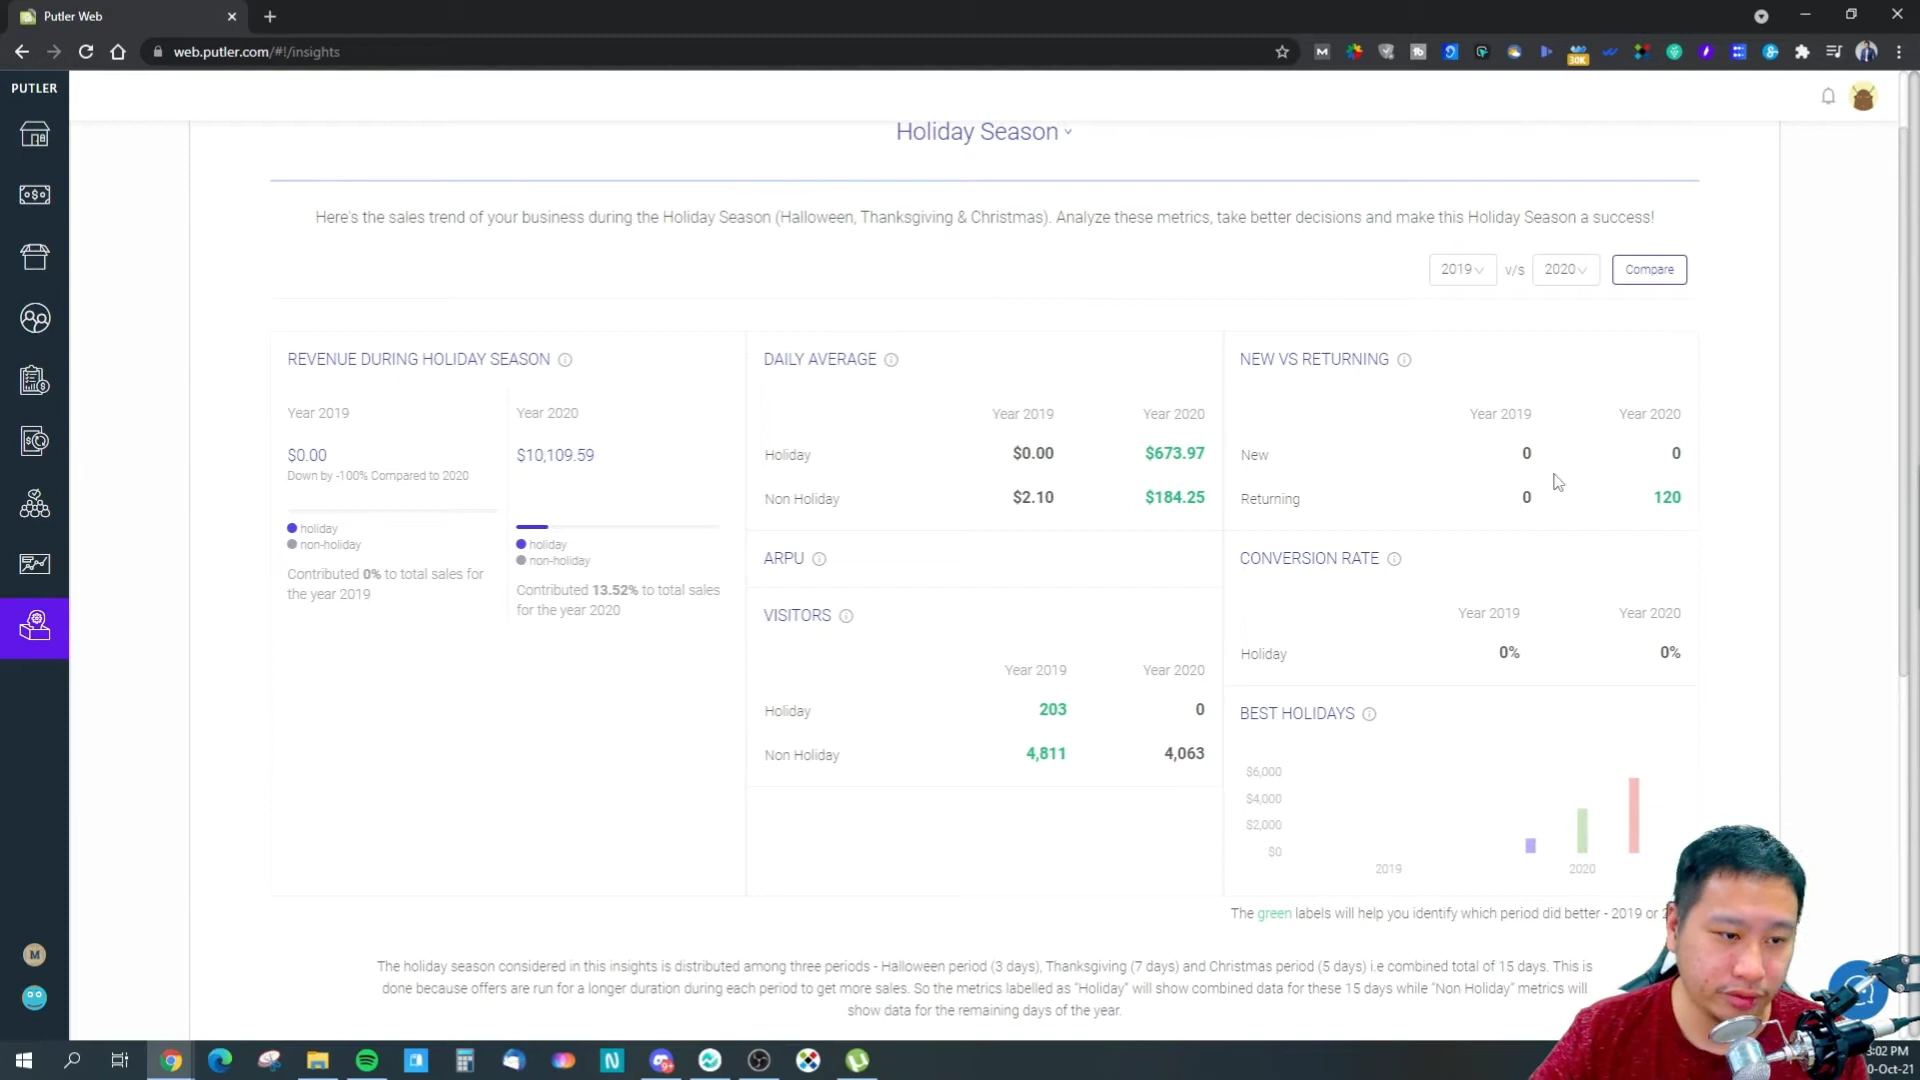 Putler Web
web.putler.com/#!/insights
30K
PUTLER
Holiday Season
Here's the sales trend of your business during the Holiday Season (Halloween, Thanksgiving & Christmas). Analyze these metrics, take better decisions and make this Holiday Season a success!
2019 v/s 2020 Compare
REVENUE DURING HOLIDAY SEASON
Year 2019 Year 2020
$0.00 $10,109.59
Down by -100% Compared to 2020
holiday
non-holiday
Contributed 0% to total sales for
the year 2019
holiday
non-holiday
Contributed 13.52% to total sales
for the year 2020
DAILY AVERAGE
Year 2019 Year 2020
Holiday $0.00 $673.97
Non Holiday $2.10 $184.25
ARPU
VISITORS
Year 2019 Year 2020
Holiday 203 0
Non Holiday 4,811 4,063
NEW VS RETURNING
Year 2019 Year 2020
New 0 0
Returning 0 120
CONVERSION RATE
Year 2019 Year 2020
Holiday 0% 0%
BEST HOLIDAYS
$6,000
$4,000
$2,000
$0
2019 2020
The green labels will help you identify which period did better - 2019 or
The holiday season considered in this insights is distributed among three periods - Halloween period (3 days), Thanksgiving (7 days) and Christmas period (5 days) i.e combined total of 15 days. This is
done because offers are run for a longer duration during each period to get more sales. So the metrics labelled as "Holiday" will show combined data for these 15 days while "Non Holiday" metrics will
show data for the remaining days of the year.
M
:02 PM
0-Oct-21